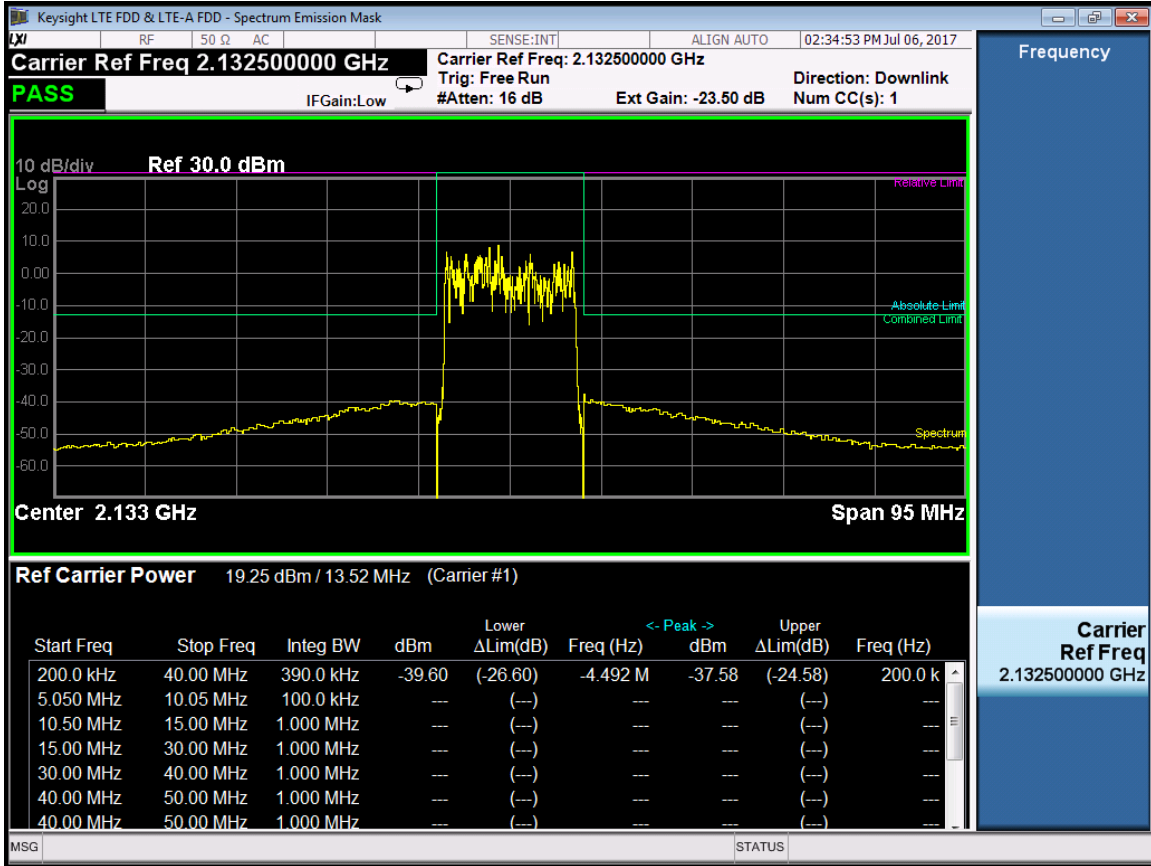 Keysight LTE FDD & LTE-A FDD - Spectrum Emission Mask
LXI RF 50 Ω AC SENSE:INT ALIGN AUTO 02:34:53 PM Jul 06, 2017
Carrier Ref Freq 2.132500000 GHz
Carrier Ref Freq: 2.132500000 GHz
Trig: Free Run Direction: Downlink
PASS IFGain:Low #Atten: 16 dB Ext Gain: -23.50 dB Num CC(s): 1
10 dB/div Ref 30.0 dBm
Log
Relative Limit
20.0
10.0
0.00
-10.0
Absolute Limit
Combined Limit
-20.0
-30.0
-40.0
-50.0
Spectrum
-60.0
Center 2.133 GHz Span 95 MHz
Ref Carrier Power 19.25 dBm / 13.52 MHz (Carrier #1)
Lower <- Peak -> Upper
Start Freq Stop Freq Integ BW dBm ΔLim(dB) Freq (Hz) dBm ΔLim(dB) Freq (Hz)
200.0 kHz 40.00 MHz 390.0 kHz -39.60 (-26.60) -4.492 M -37.58 (-24.58) 200.0 k
5.050 MHz 10.05 MHz 100.0 kHz --- (---) --- --- (---) ---
10.50 MHz 15.00 MHz 1.000 MHz --- (---) --- --- (---) ---
15.00 MHz 30.00 MHz 1.000 MHz --- (---) --- --- (---) ---
30.00 MHz 40.00 MHz 1.000 MHz --- (---) --- --- (---) ---
40.00 MHz 50.00 MHz 1.000 MHz --- (---) --- --- (---) ---
40.00 MHz 50.00 MHz 1.000 MHz --- (---) --- --- (---) ---
MSG STATUS
Frequency
Carrier
Ref Freq
2.132500000 GHz